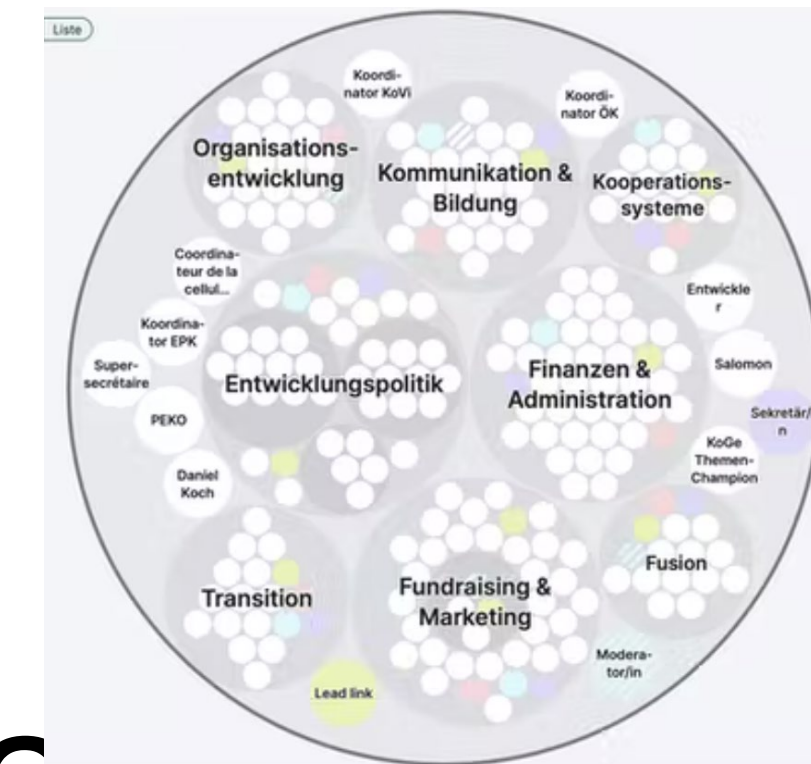 Liste
Koordi-
nator KoVi
Koordi-
nator ÖK
Organisations-
entwicklung
Kommunikation &
Bildung
Kooperations-
systeme
Coordina-
teur de la
cellul...
Entwickle
r
Koordina-
tor EPK
Super-
secrétaire
Entwicklungspolitik
Finanzen &
Administration
Salomon
PEKO
Sekretär/
n
KoGe
Themen-
Champion
Daniel
Koch
Transition
Fundraising &
Marketing
Fusion
Modera-
tor/in
Lead link